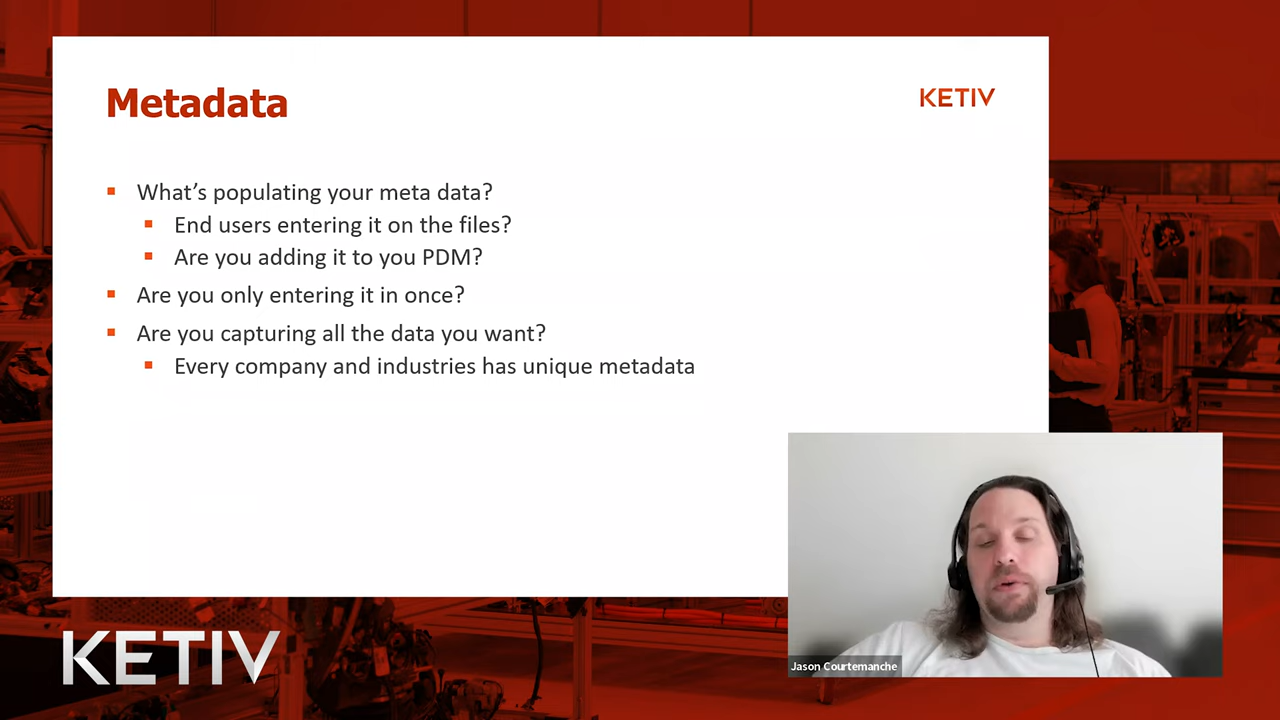 Metadata
KETIV
What's populating your meta data?
End users entering it on the files?
Are you adding it to you PDM?
Are you only entering it in once?
Are you capturing all the data you want?
Every company and industries has unique metadata
Jason Courtemanche
KETIV